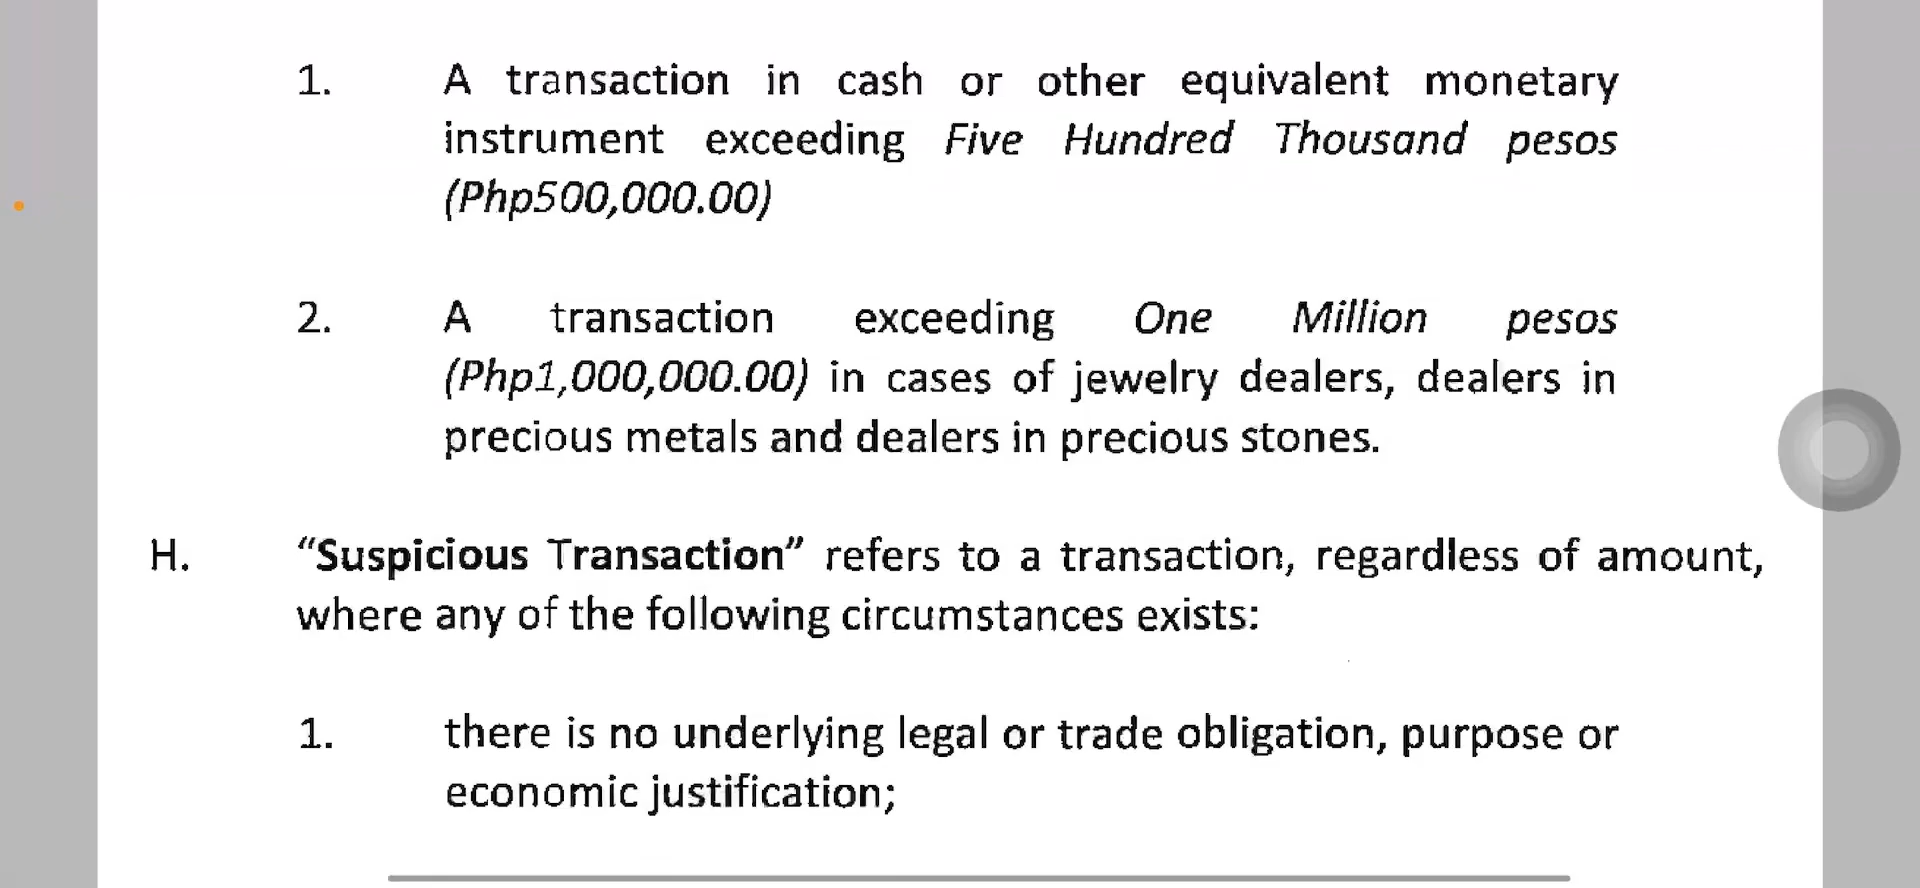 1. A transaction in cash or other equivalent monetary
instrument exceeding Five Hundred Thousand pesos
(Php500,000.00)
2. A transaction exceeding One Million pesos
(Php1,000,000.00) in cases of jewelry dealers, dealers in
precious metals and dealers in precious stones.
H. “Suspicious Transaction” refers to a transaction, regardless of amount,
where any of the following circumstances exists:
1. there is no underlying legal or trade obligation, purpose or
economic justification;